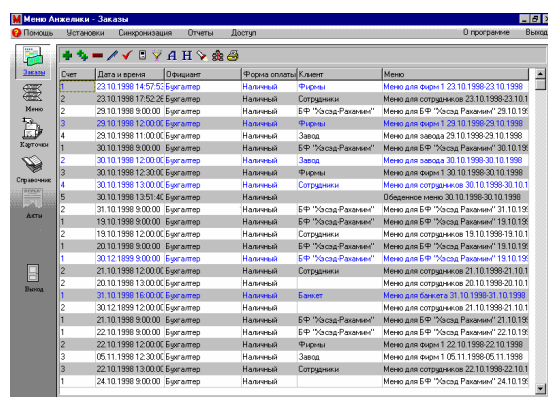 Меню Анжелики - Заказы
Помощь Установки Синхронизация Отчеты Доступ О программе Выход
Заказы
Меню
Карточки
Справочник
Акты
Выход
Счет Дата и время Официант Форма оплаты Клиент Меню
1 23.10.1998 14:57:53 Бухгалтер Наличный Фирмы Меню для фирм 1 23.10.1998-23.10.1998
2 23.10.1998 17:52:26 Бухгалтер Наличный Сотрудники Меню для сотрудников 23.10.1998-23.10.1
2 29.10.1998 9:00:00 Бухгалтер Наличный БФ "Хэсэд-Рахамим" Меню для БФ "Хэсэд Рахамим" 29.10.199
3 29.10.1998 12:00:0C Бухгалтер Наличный Фирмы Меню для фирм 1 29.10.1998-29.10.1998
4 29.10.1998 11:00:0C Бухгалтер Наличный Завод Меню для завода 29.10.1998-29.10.1998
1 30.10.1998 9:00:00 Бухгалтер Наличный БФ "Хэсэд-Рахамим" Меню для БФ "Хэсэд Рахамим" 30.10.199
2 30.10.1998 12:00:0C Бухгалтер Наличный Завод Меню для завода 30.10.1998-30.10.1998
3 30.10.1998 12:30:0C Бухгалтер Наличный Фирмы Меню для фирм 1 30.10.1998-30.10.1998
4 30.10.1998 13:00:0C Бухгалтер Наличный Сотрудники Меню для сотрудников 30.10.1998-30.10.1
5 30.10.1998 13:51:4C Бухгалтер Наличный Обеденное меню 30.10.1998-30.10.1998
2 31.10.1998 9:00:00 Бухгалтер Наличный БФ "Хэсэд-Рахамим" Меню для БФ "Хэсэд Рахамим" 31.10.199
1 19.10.1998 9:00:00 Бухгалтер Наличный БФ "Хэсэд-Рахамим" Меню для БФ "Хэсэд Рахамим" 19.10.199
2 19.10.1998 12:00:0C Бухгалтер Наличный Сотрудники Меню для сотрудников 19.10.1998-19.10.1
1 20.10.1998 9:00:00 Бухгалтер Наличный БФ "Хэсэд-Рахамим" Меню для БФ "Хэсэд Рахамим" 19.10.199
1 30.12.1899 9:00:00 Бухгалтер Наличный БФ "Хэсэд-Рахамим" Меню для БФ "Хэсэд Рахамим" 19.10.199
2 21.10.1998 12:00:0C Бухгалтер Наличный Сотрудники Меню для сотрудников 21.10.1998-21.10.1
2 20.10.1998 13:00:0C Бухгалтер Наличный Меню для сотрудников 20.10.1998-20.10.1
1 31.10.1998 16:00:0C Бухгалтер Наличный Банкет Меню для банкета 31.10.1998-31.10.1998
2 30.12.1899 12:00:0C Бухгалтер Наличный Меню для сотрудников 21.10.1998-21.10.1
1 21.10.1998 9:00:00 Бухгалтер Наличный БФ "Хэсэд-Рахамим" Меню для БФ "Хэсэд Рахамим" 21.10.199
1 22.10.1998 9:00:00 Бухгалтер Наличный БФ "Хэсэд-Рахамим" Меню для БФ "Хэсэд Рахамим" 22.10.199
2 22.10.1998 12:00:0C Бухгалтер Наличный Фирмы Меню для фирм 1 22.10.1998-22.10.1998
3 05.11.1998 12:30:0C Бухгалтер Наличный Завод Меню для фирм 1 05.11.1998-05.11.1998
3 22.10.1998 13:00:0C Бухгалтер Наличный Сотрудники Меню для сотрудников 22.10.1998-22.10.1
1 24.10.1998 9:00:00 Бухгалтер Наличный БФ "Хэсэд-Рахамим" Меню для БФ "Хэсэд Рахамим" 24.10.199